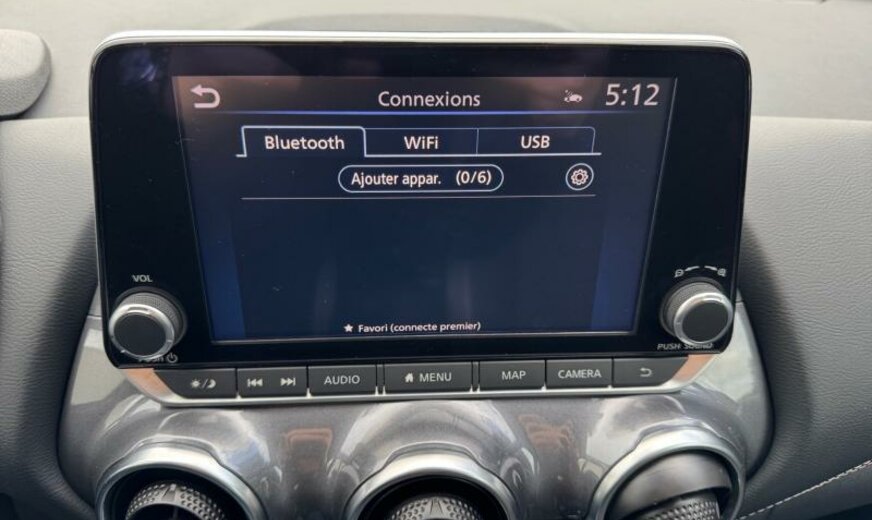 Connexions 5:12
Bluetooth WiFi USB
Ajouter appar. (0/6)
★ Favori (connecte premier)
VOL
PUSH
PUSH SOUND
AUDIO MENU MAP CAMERA